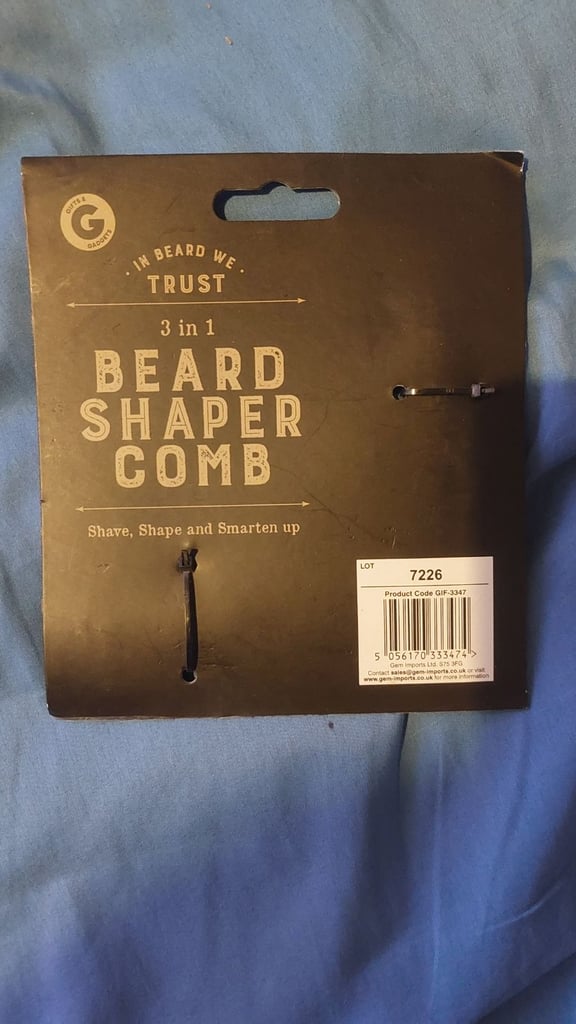 GIFTS &
G
GADGETS
· IN BEARD WE ·
TRUST
3 in 1
BEARD
SHAPER
COMB
Shave, Shape and Smarten up
LOT
7226
Product Code GIF-3347
5 056170 333474 >
Gem Imports Ltd. S75 3FG
Contact sales@gem-imports.co.uk or visit
www.gem-imports.co.uk for more information